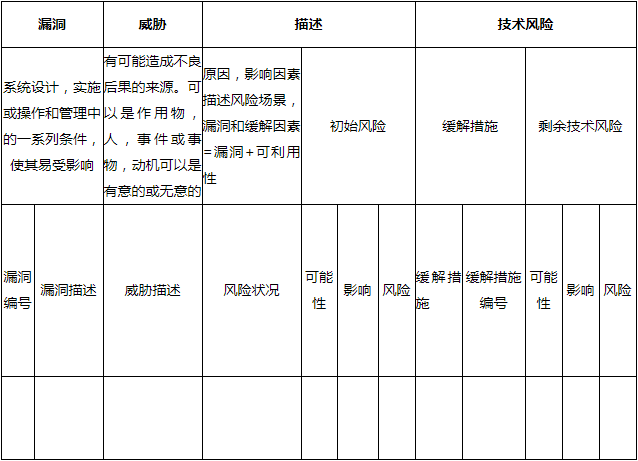 漏洞
威胁
描述
技术风险
系统设计，实施
或操作和管理中
的一系列条件，
使其易受影响
有可能造成不良
后果的来源。可
以是作用物，
人，事件或事
物，动机可以是
有意的或无意的
原因，影响因素
描述风险场景，
漏洞和缓解因素
=漏洞+可利用
性
初始风险
缓解措施
剩余技术风险
漏洞
编号
漏洞描述
威胁描述
风险状况
可能
性
影响
风险
缓解措
施
缓解措施
编号
可能
性
影响
风险